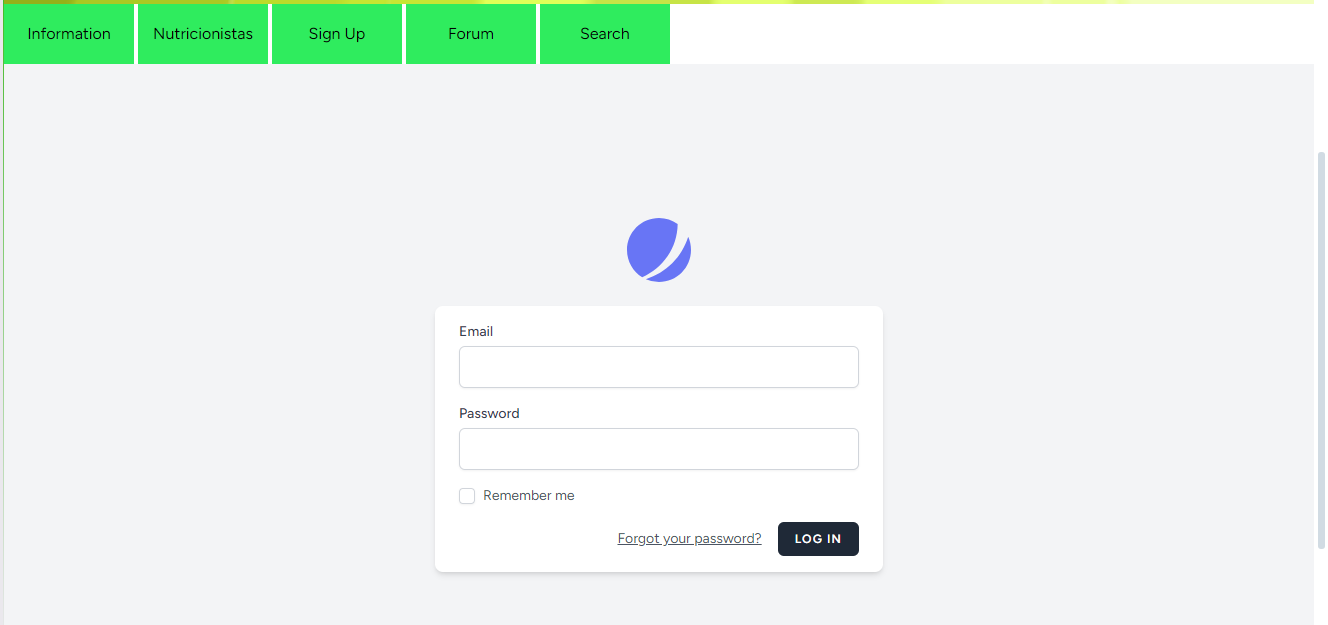 Information Nutricionistas Sign Up Forum Search
Email
Password
Remember me
Forgot your password? LOG IN